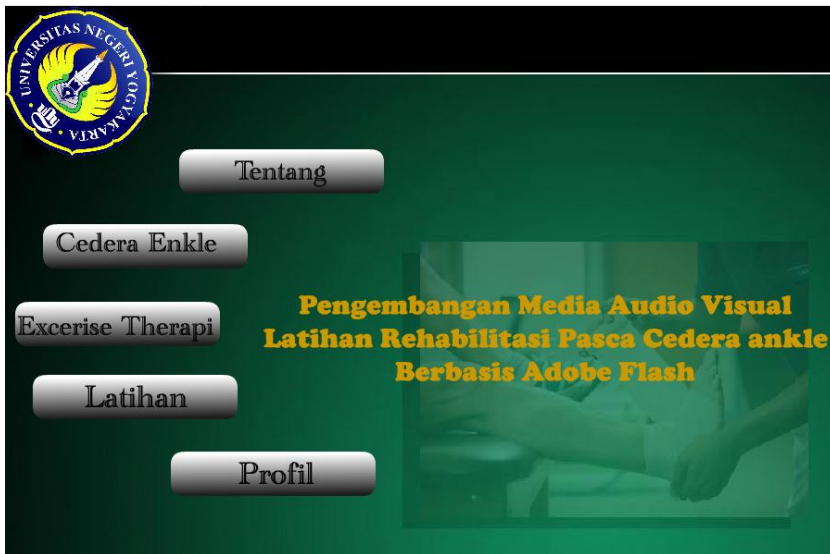 UNIVERSITAS NEGERI YOGYAKARTA
Tentang
Cedera Enkle
Excerise Therapi
Latihan
Profil
Pengembangan Media Audio Visual
Latihan Rehabilitasi Pasca Cedera ankle
Berbasis Adobe Flash